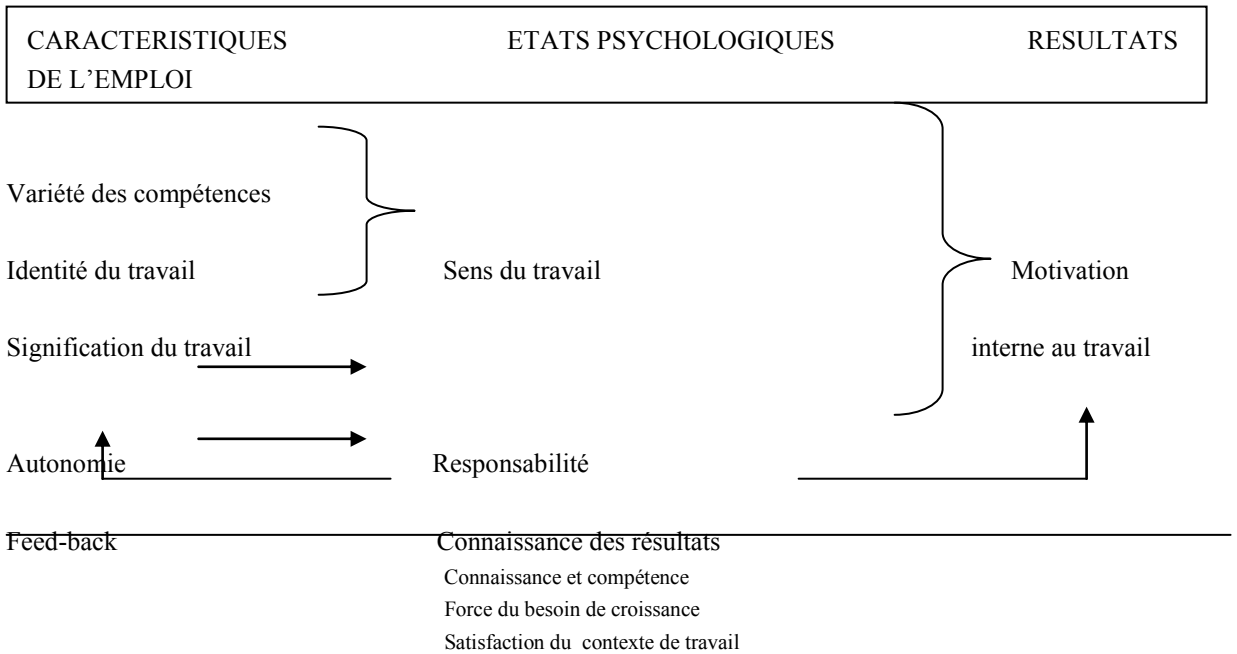 CARACTERISTIQUES ETATS PSYCHOLOGIQUES RESULTATS
DE L’EMPLOI
Variété des compétences
Identité du travail Sens du travail Motivation
Signification du travail interne au travail
Autonomie Responsabilité
Feed-back Connaissance des résultats
Connaissance et compétence
Force du besoin de croissance
Satisfaction du contexte de travail